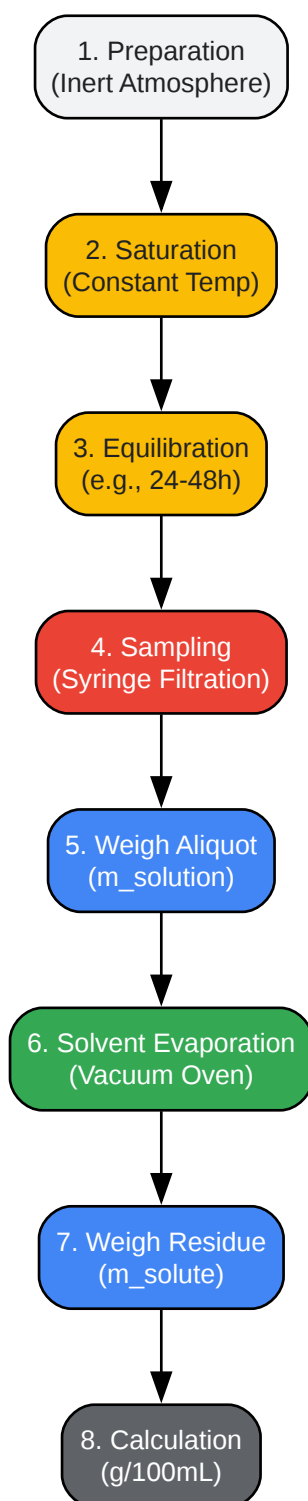 1. Preparation
(Inert Atmosphere)
2. Saturation
(Constant Temp)
3. Equilibration
(e.g., 24-48h)
4. Sampling
(Syringe Filtration)
5. Weigh Aliquot
(m_solution)
6. Solvent Evaporation
(Vacuum Oven)
7. Weigh Residue
(m_solute)
8. Calculation
(g/100mL)